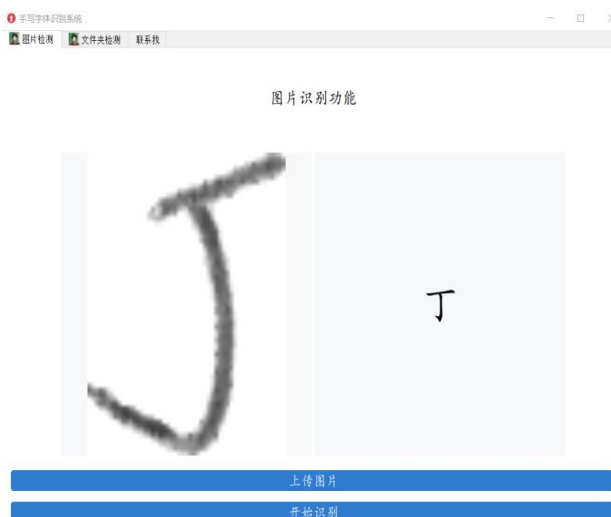 手写字体识别系统
图片检测 文件夹检测 联系我
图片识别功能
丁 丁
上传图片
开始识别